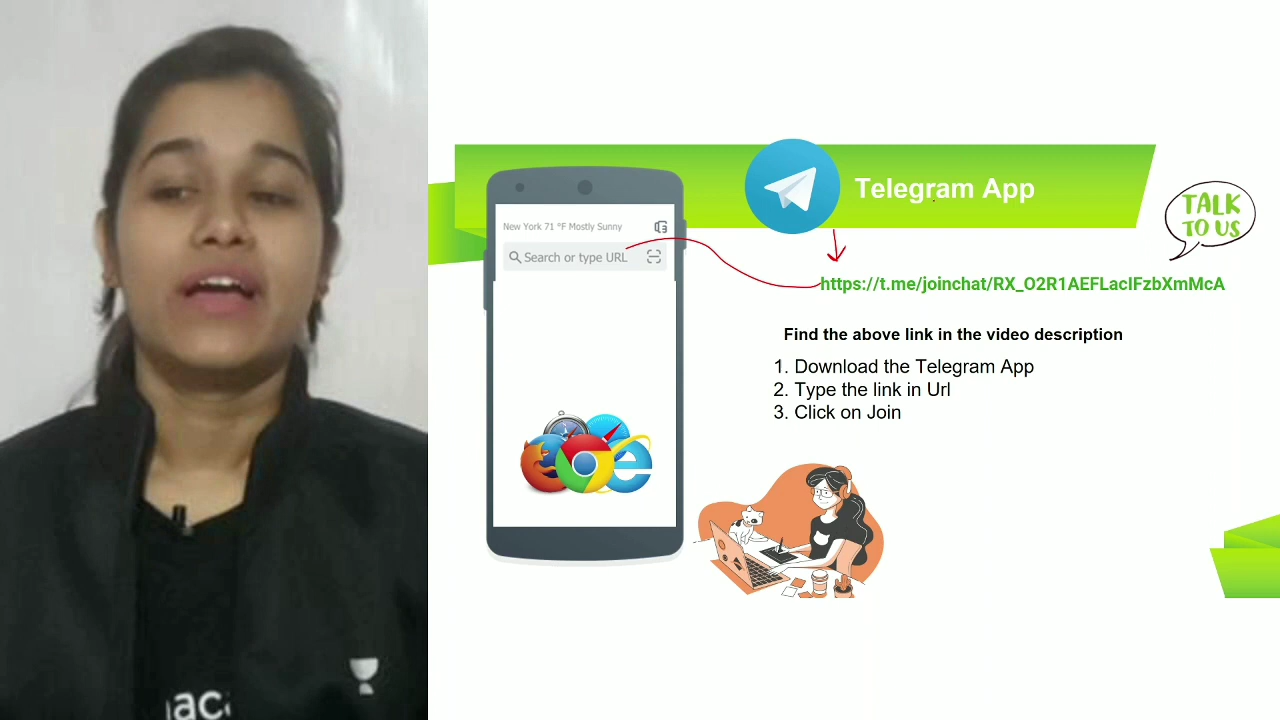 Telegram App
TALK
TO US
New York 71 °F Mostly Sunny
Search or type URL
https://t.me/joinchat/RX_O2R1AEFLacIFzbXmMcA
Find the above link in the video description
1. Download the Telegram App
2. Type the link in Url
3. Click on Join